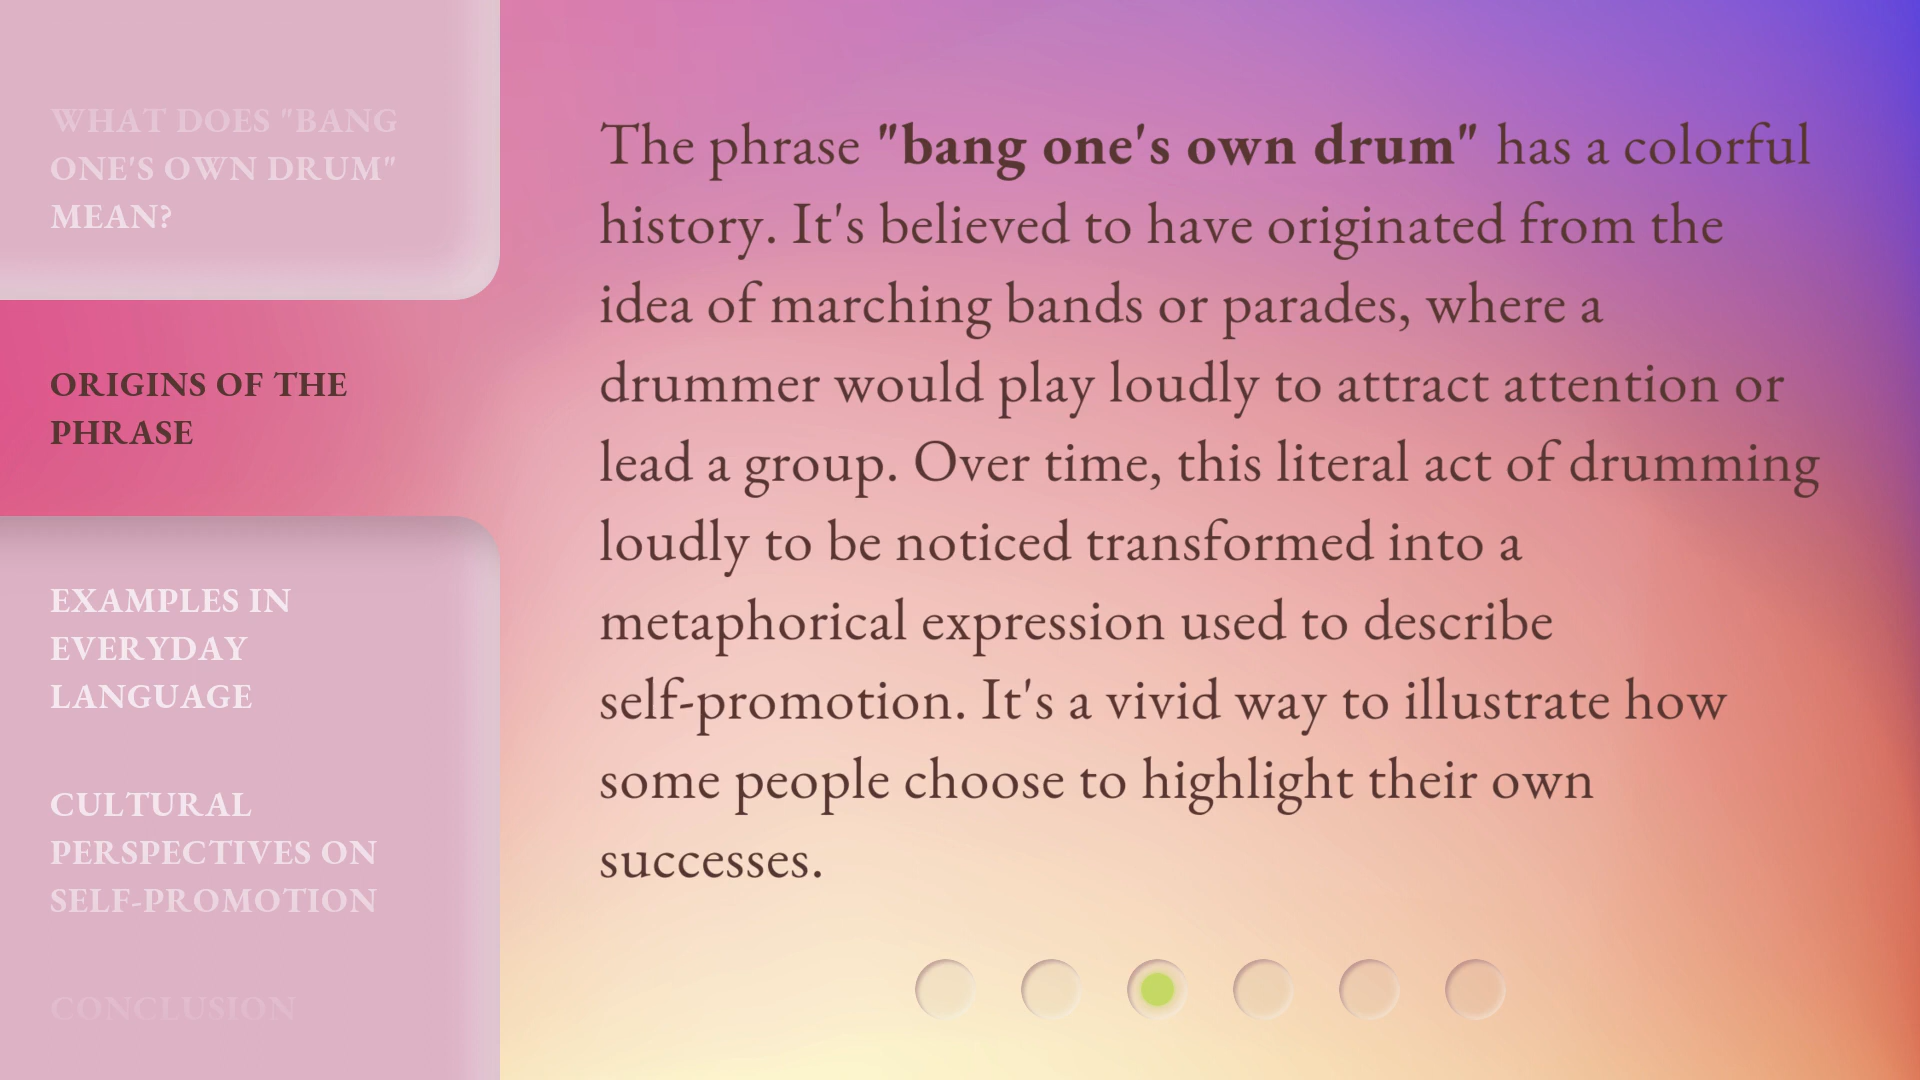 WHAT DOES "BANG
ONE'S OWN DRUM"
MEAN?
ORIGINS OF THE
PHRASE
EXAMPLES IN
EVERYDAY
LANGUAGE
CULTURAL
PERSPECTIVES ON
SELF-PROMOTION
CONCLUSION
The phrase "bang one's own drum" has a colorful
history. It's believed to have originated from the
idea of marching bands or parades, where a
drummer would play loudly to attract attention or
lead a group. Over time, this literal act of drumming
loudly to be noticed transformed into a
metaphorical expression used to describe
self-promotion. It's a vivid way to illustrate how
some people choose to highlight their own
successes.